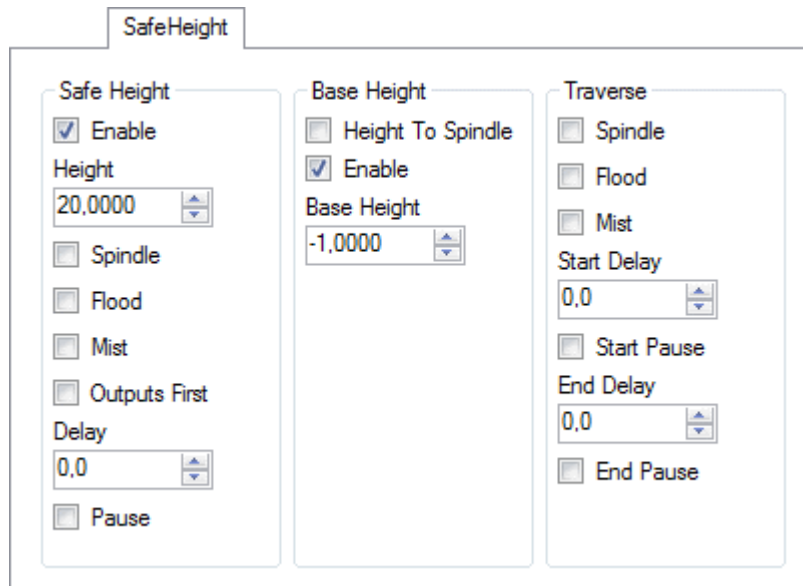 SafeHeight
Safe Height
Enable
Height
20,0000
Spindle
Flood
Mist
Outputs First
Delay
0,0
Pause
Base Height
Height To Spindle
Enable
Base Height
-1,0000
Traverse
Spindle
Flood
Mist
Start Delay
0,0
Start Pause
End Delay
0,0
End Pause